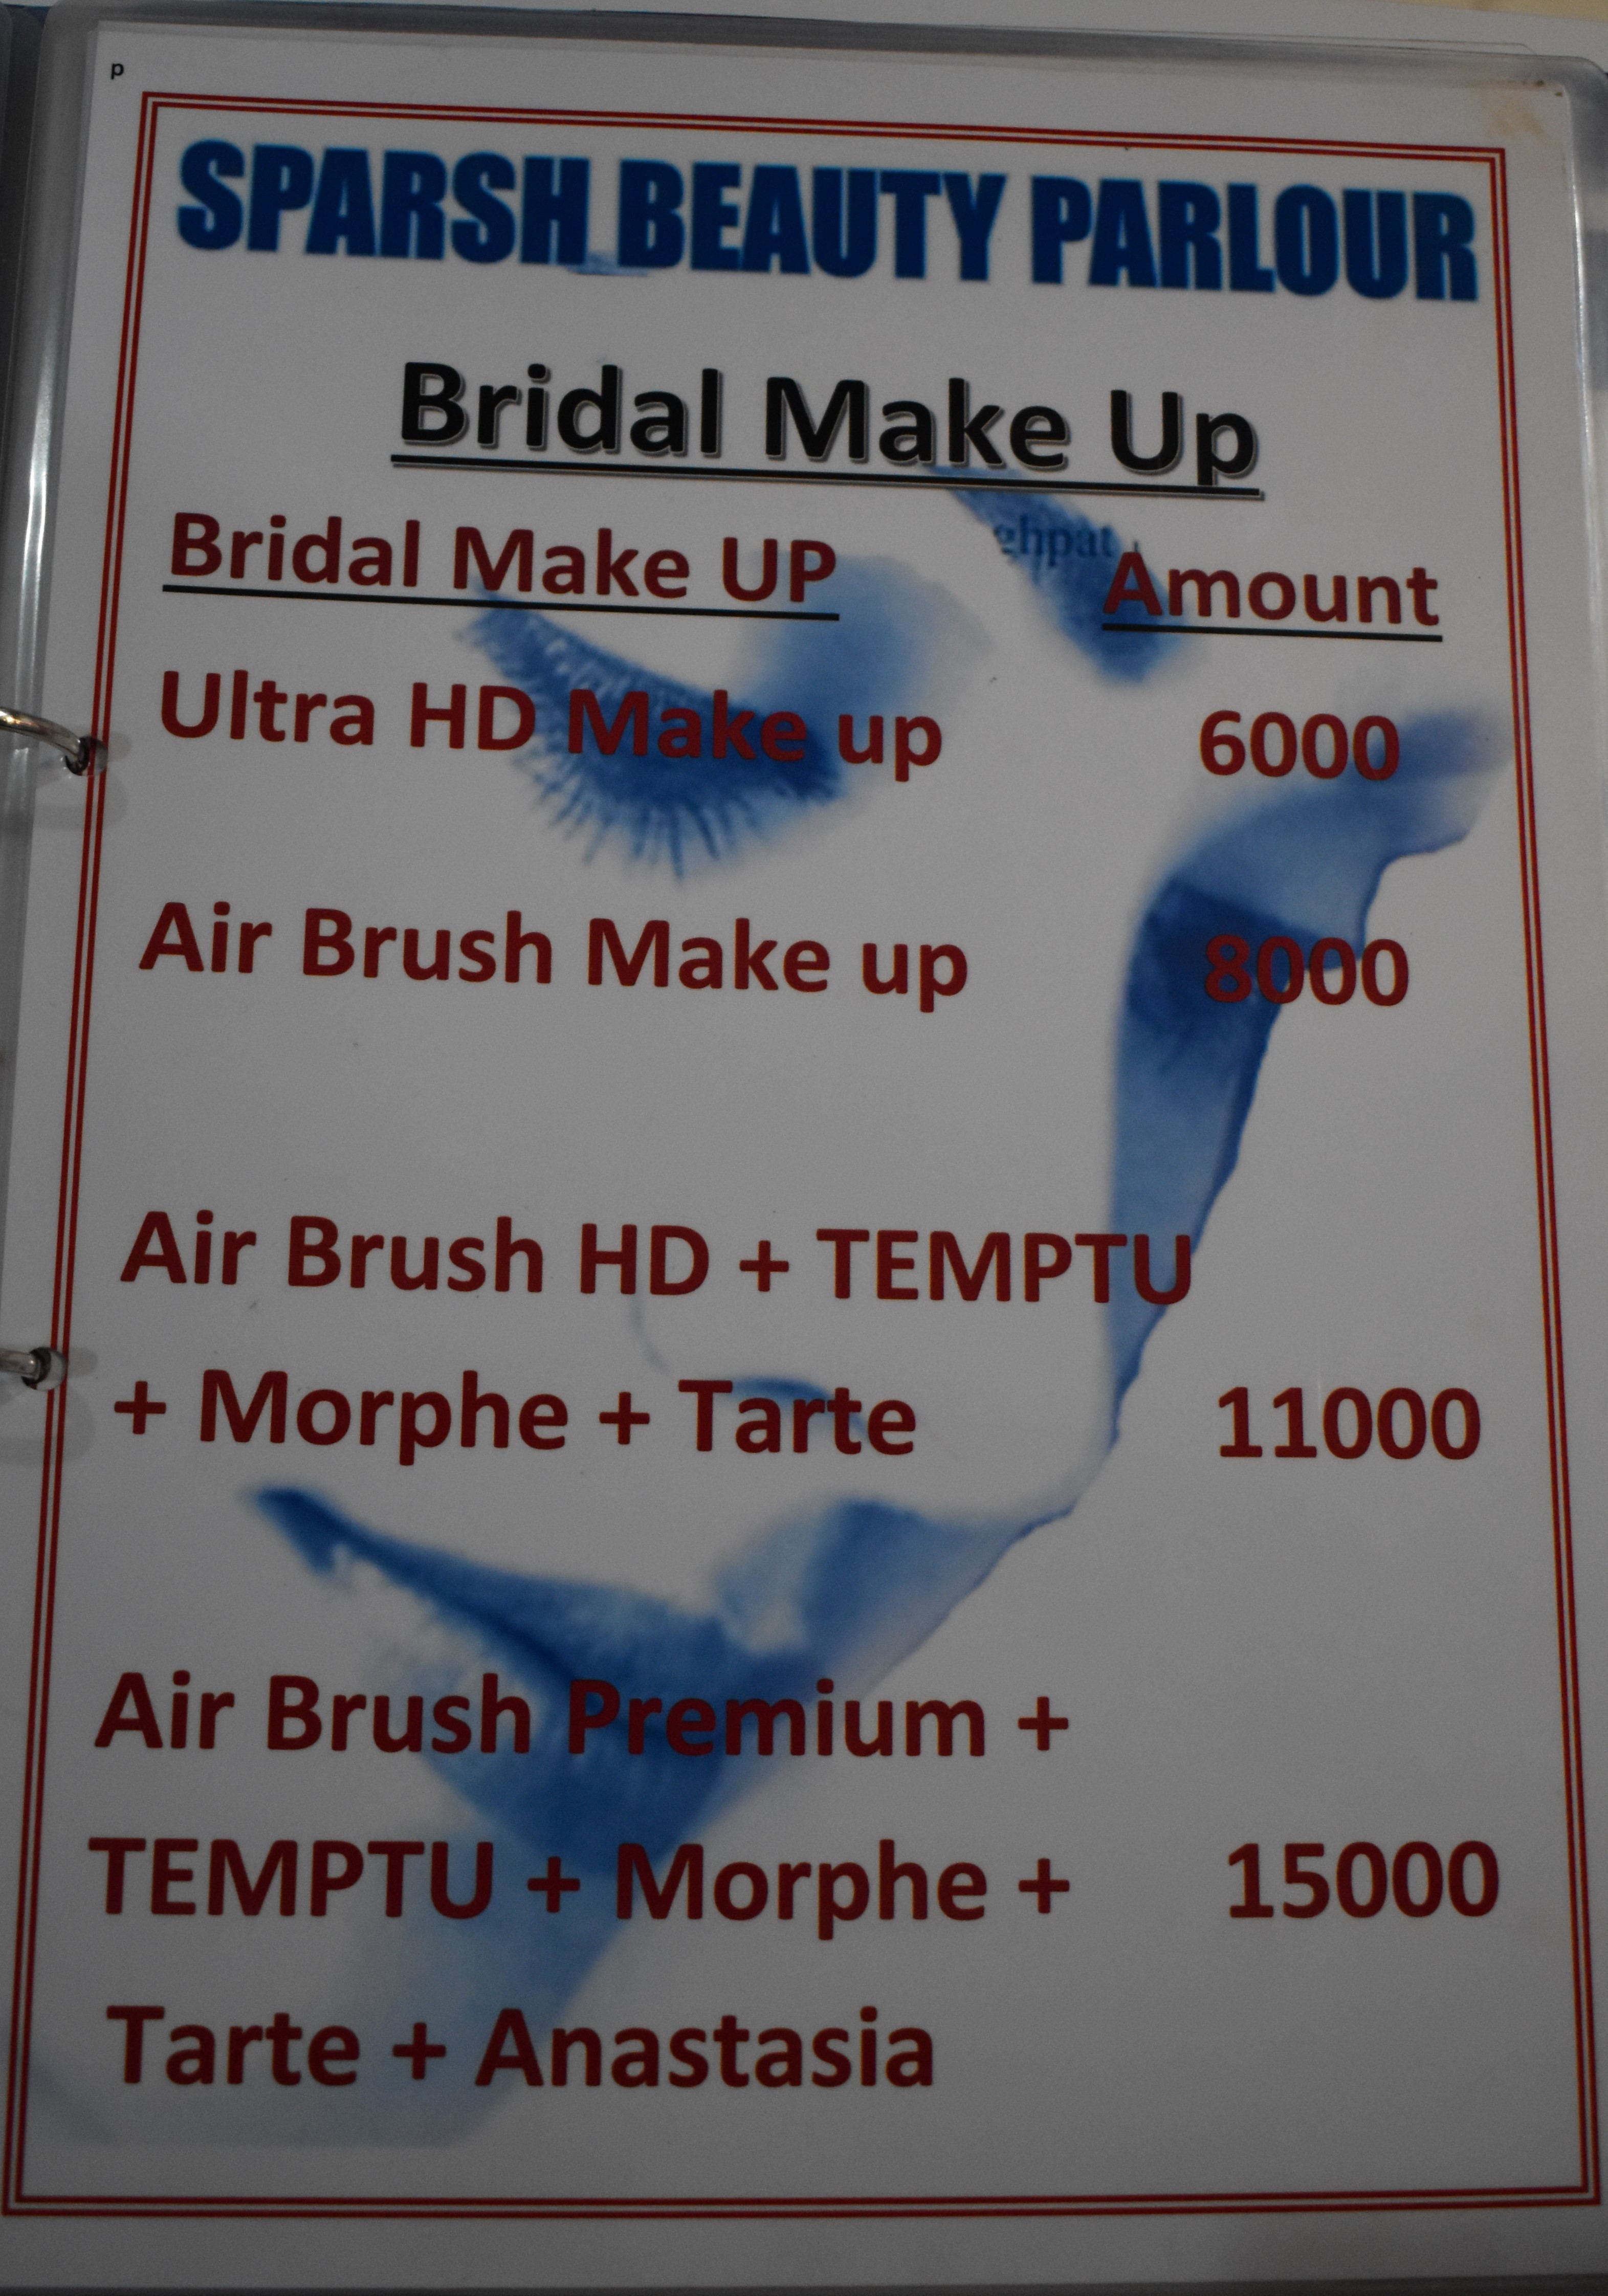 p
SPARSH BEAUTY PARLOUR
Bridal Make Up
Bridal Make UP Amount
Ultra HD Make up 6000
Air Brush Make up 8000
Air Brush HD + TEMPTU
+ Morphe + Tarte 11000
Air Brush Premium +
TEMPTU + Morphe + 15000
Tarte + Anastasia